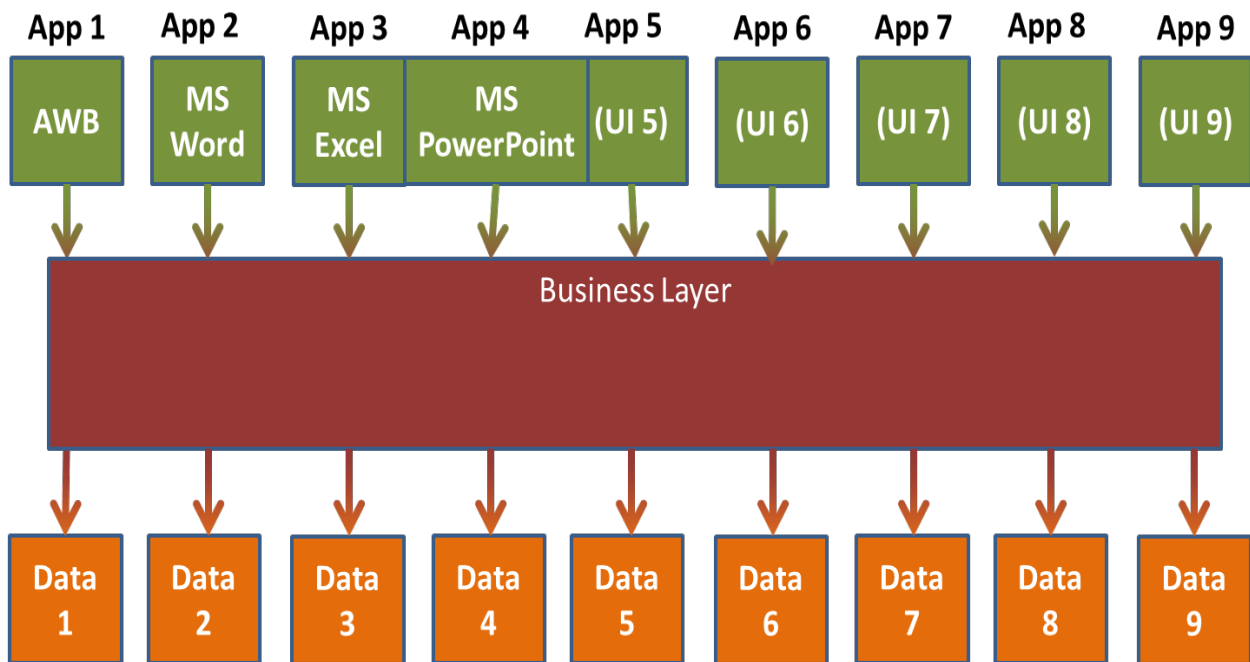 App 1 App 2 App 3 App 4 App 5 App 6 App 7 App 8 App 9
AWB
MS
Word
MS
Excel
MS
PowerPoint
(UI 5)
(UI 6)
(UI 7)
(UI 8)
(UI 9)
Business Layer
Data
1
Data
2
Data
3
Data
4
Data
5
Data
6
Data
7
Data
8
Data
9